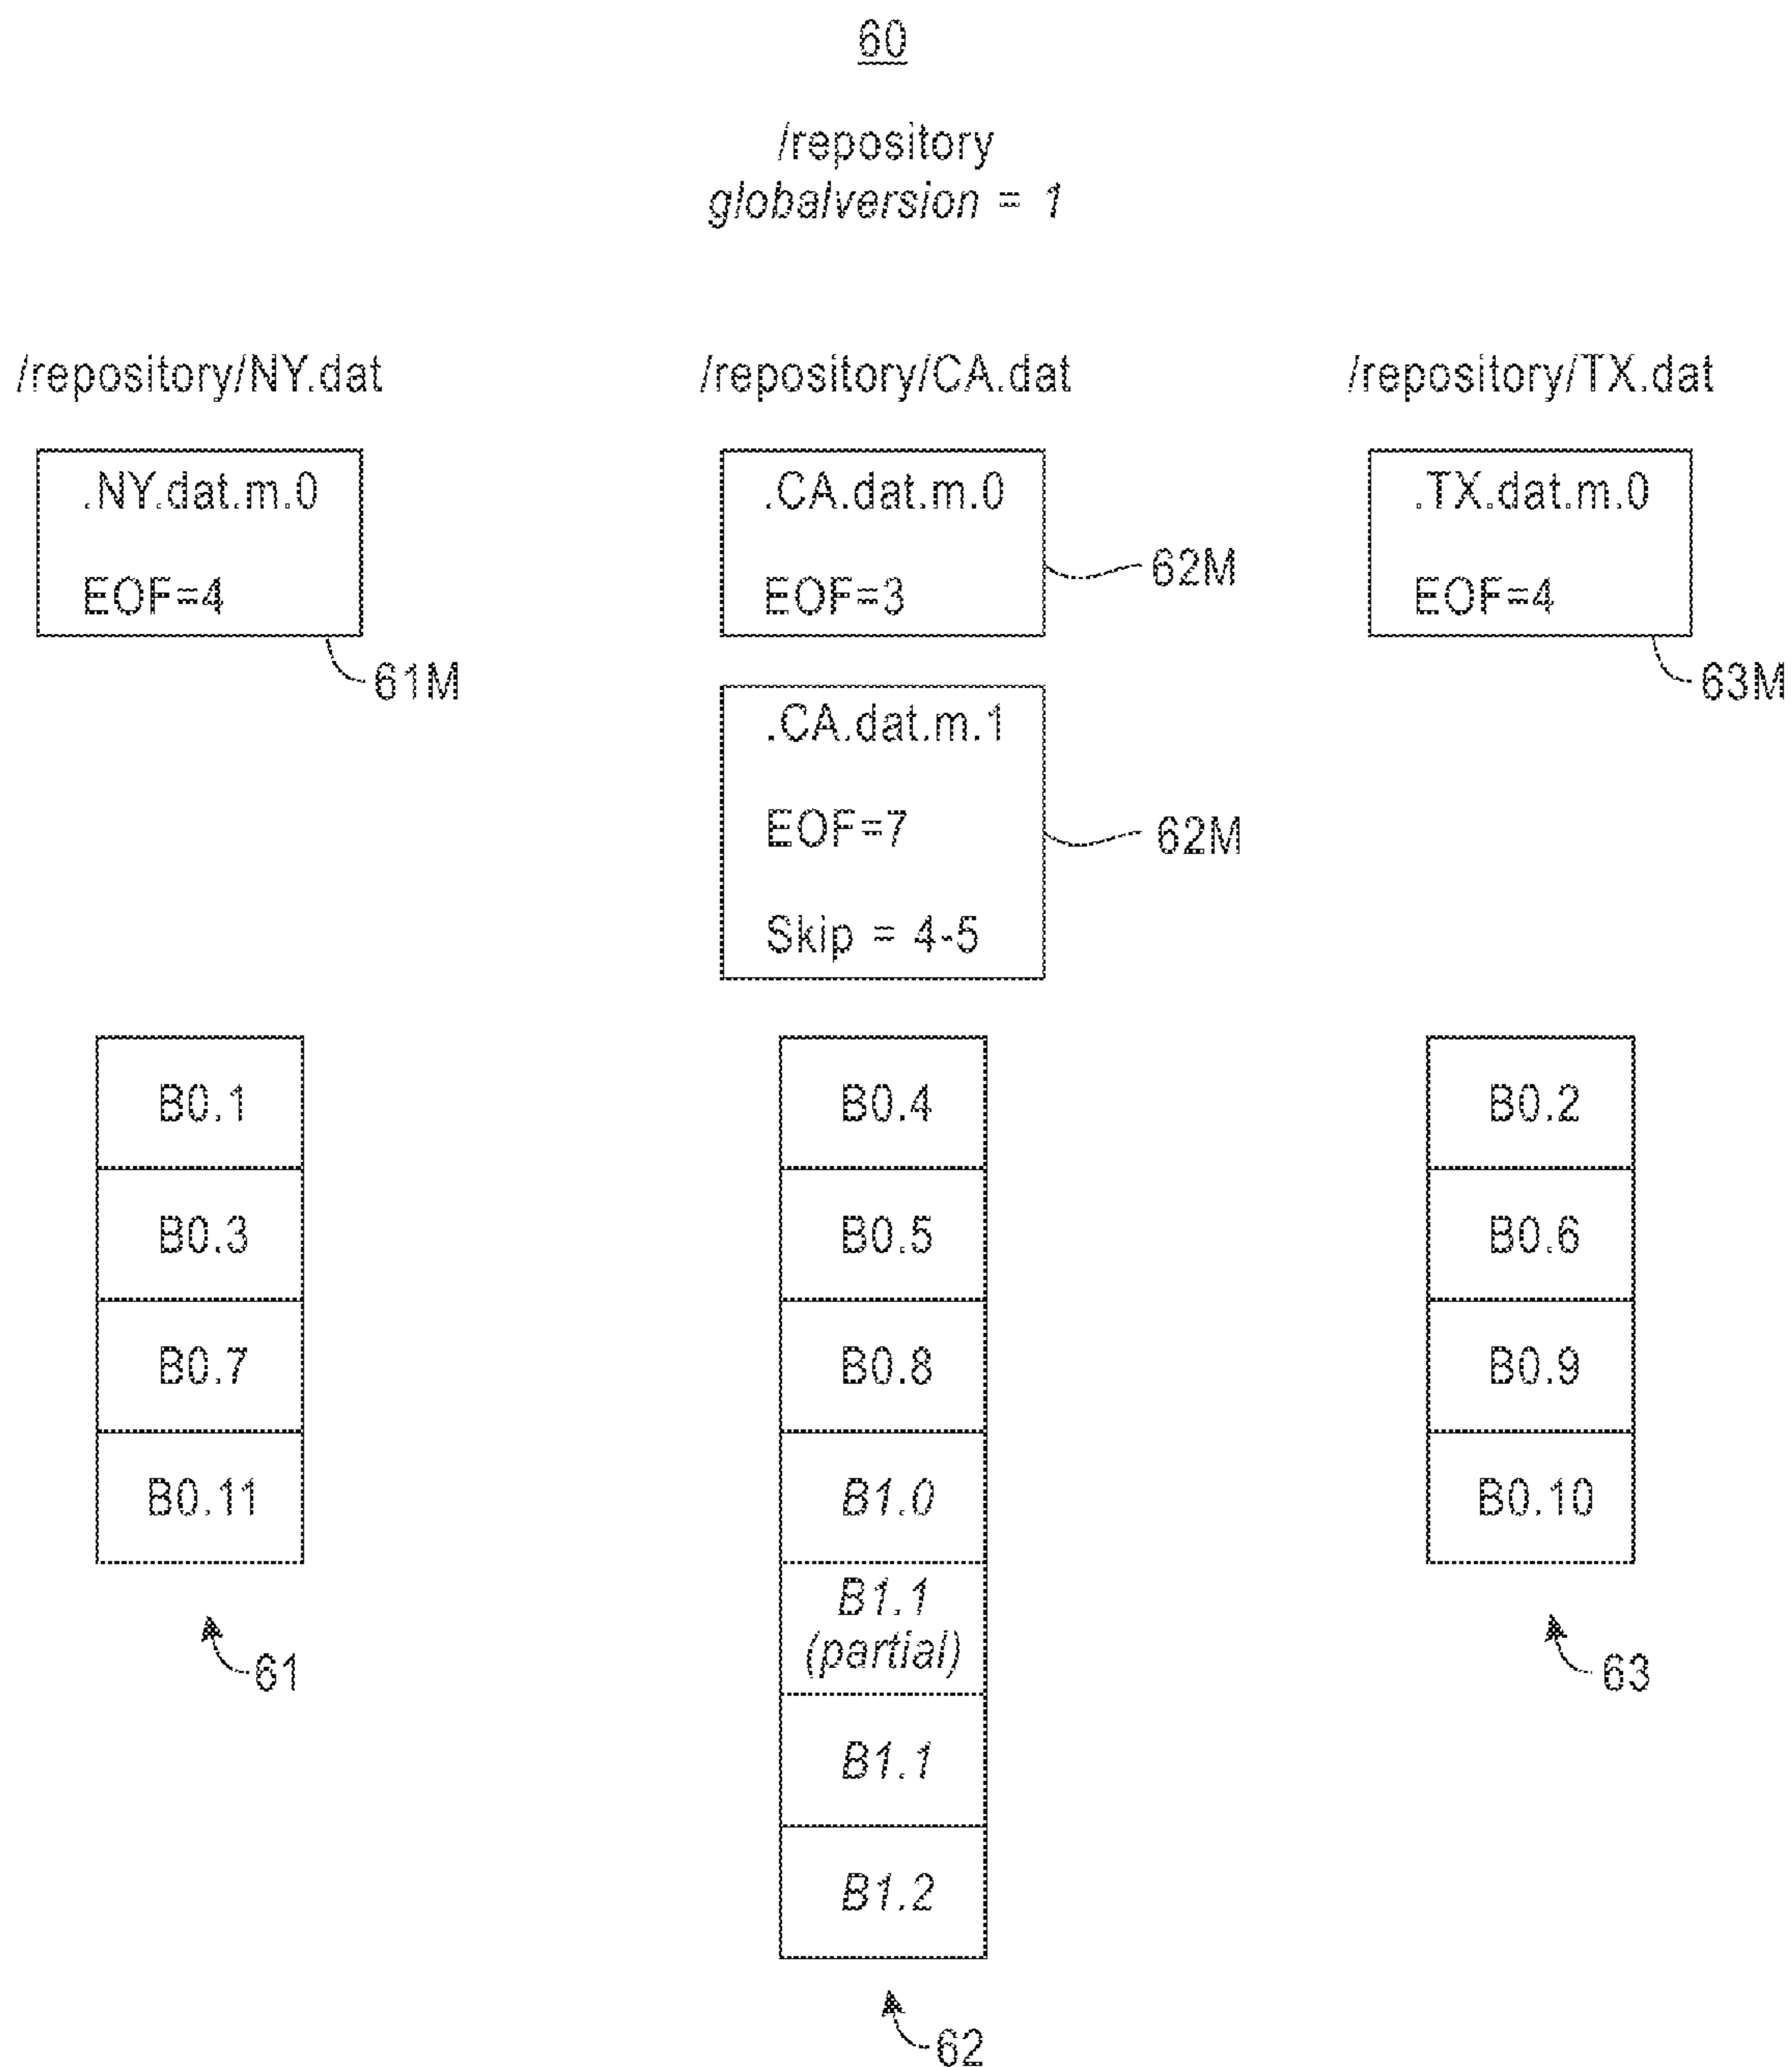 60
/repository
globalversion = 1
/repository/NY.dat
/repository/CA.dat
/repository/TX.dat
.NY.dat.m.0
EOF=4
61M
.CA.dat.m.0
EOF=3
62M
.TX.dat.m.0
EOF=4
63M
.CA.dat.m.1
EOF=7
Skip = 4-5
62M
B0.1
B0.3
B0.7
B0.11
61
B0.4
B0.5
B0.8
B1.0
B1.1
(partial)
B1.1
B1.2
62
B0.2
B0.6
B0.9
B0.10
63